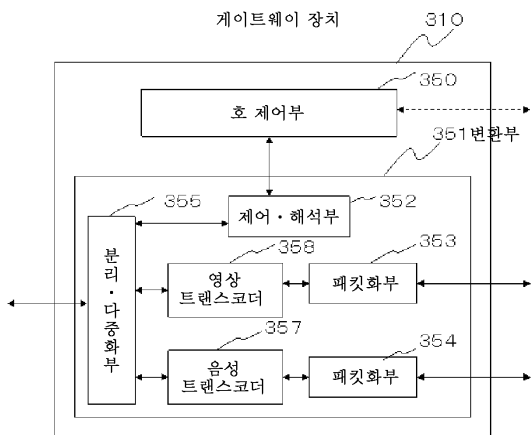 게이트웨이 장치
310
350
호 제어부
351변환부
355
제어・해석부
352
358
353
분리・다중화부
영상
트랜스코더
패킷화부
357
354
음성
트랜스코더
패킷화부